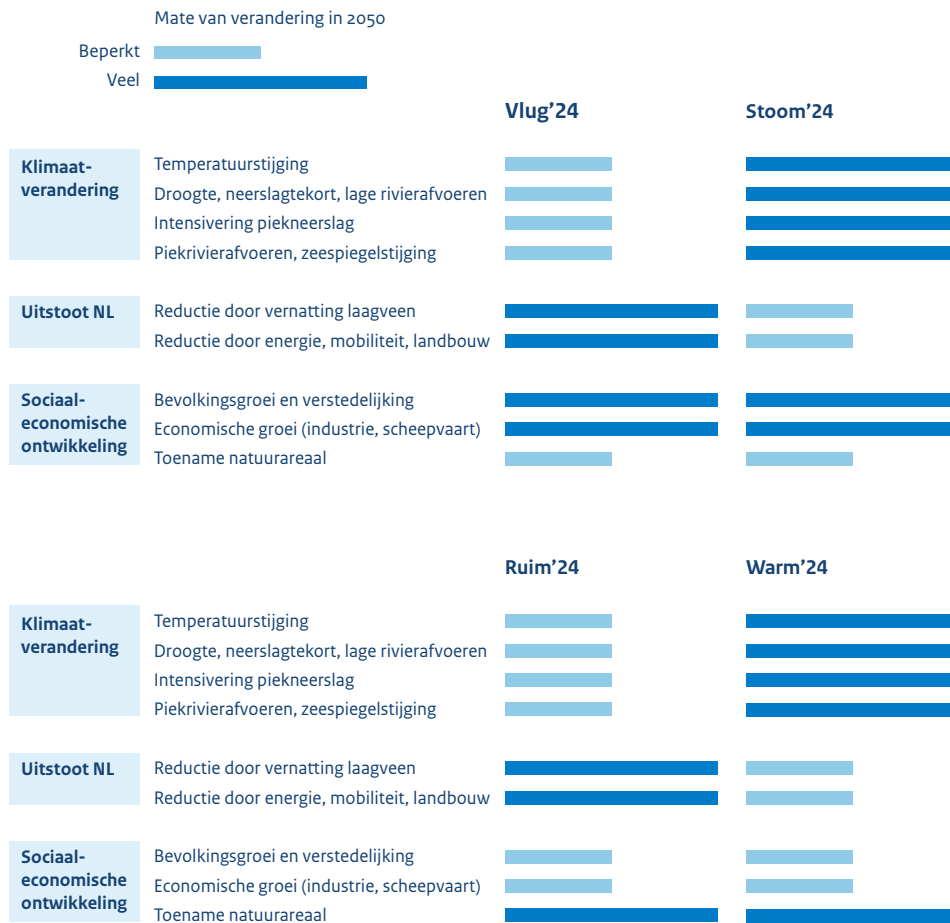 Mate van verandering in 2050
Beperkt
Veel
Vlug’24 Stoom’24
Klimaat-
verandering
Temperatuurstijging
Droogte, neerslagtekort, lage rivierafvoeren
Intensivering piekneerslag
Piekrivierafvoeren, zeespiegelstijging
Uitstoot NL
Reductie door vernatting laagveen
Reductie door energie, mobiliteit, landbouw
Sociaal-
economische
ontwikkeling
Bevolkingsgroei en verstedelijking
Economische groei (industrie, scheepvaart)
Toename natuurareaal
Ruim’24 Warm’24
Klimaat-
verandering
Temperatuurstijging
Droogte, neerslagtekort, lage rivierafvoeren
Intensivering piekneerslag
Piekrivierafvoeren, zeespiegelstijging
Uitstoot NL
Reductie door vernatting laagveen
Reductie door energie, mobiliteit, landbouw
Sociaal-
economische
ontwikkeling
Bevolkingsgroei en verstedelijking
Economische groei (industrie, scheepvaart)
Toename natuurareaal